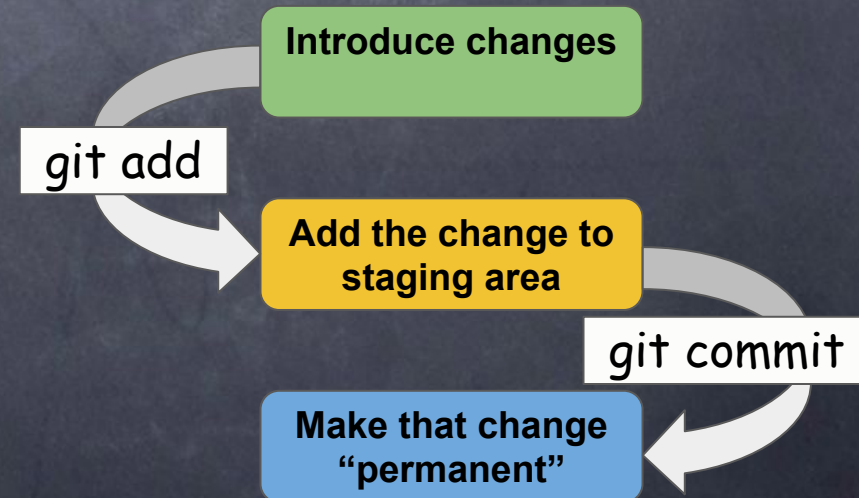 Introduce changes
git add
Add the change to
staging area
git commit
Make that change
“permanent”